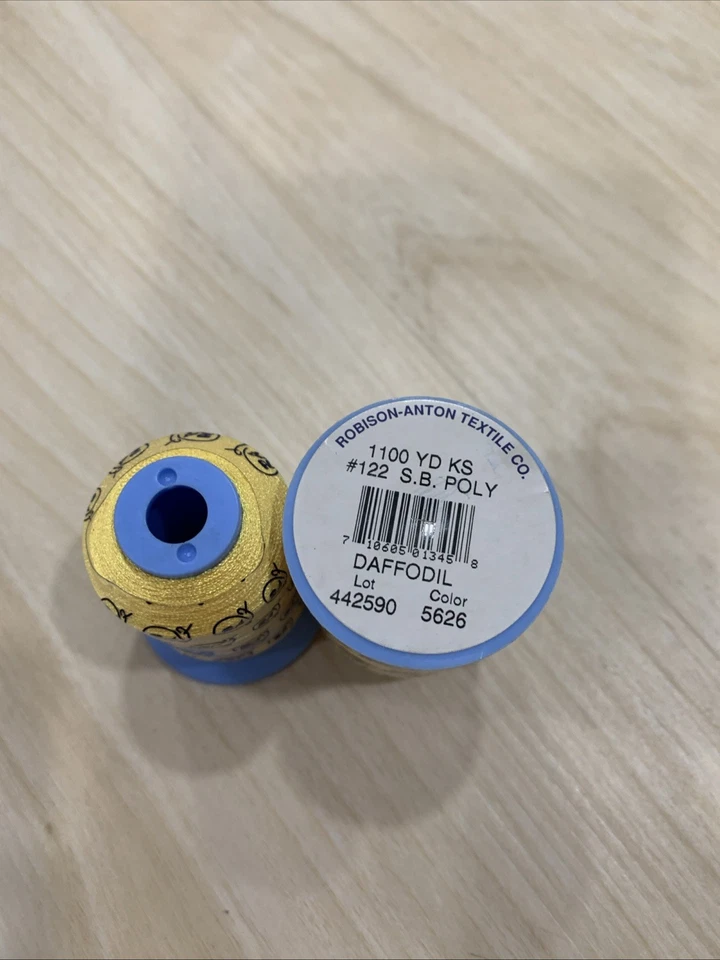 ROBISON-ANTON TEXTILE CO.
1100 YD KS
#122 S.B. POLY
7 10605 01345 8
DAFFODIL
Lot Color
442590 5626